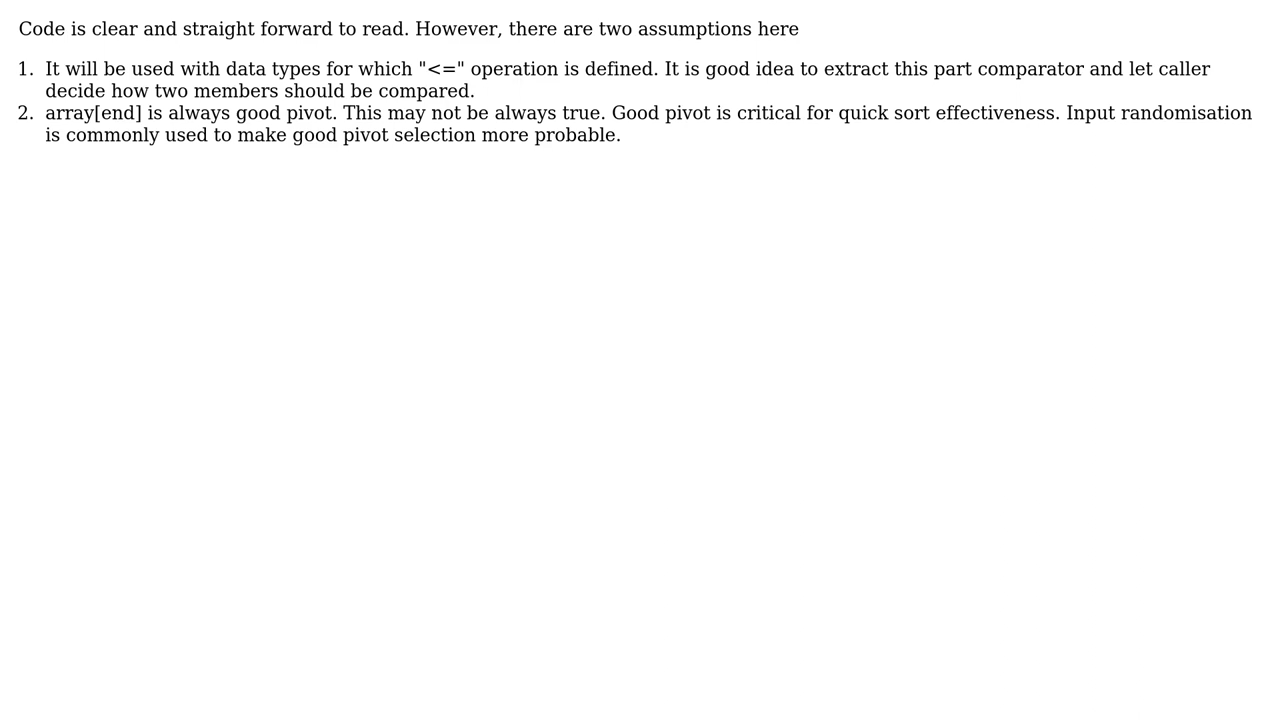 Code is clear and straight forward to read. However, there are two assumptions here
1. It will be used with data types for which "<=" operation is defined. It is good idea to extract this part comparator and let caller
decide how two members should be compared.
2. array[end] is always good pivot. This may not be always true. Good pivot is critical for quick sort effectiveness. Input randomisation
is commonly used to make good pivot selection more probable.